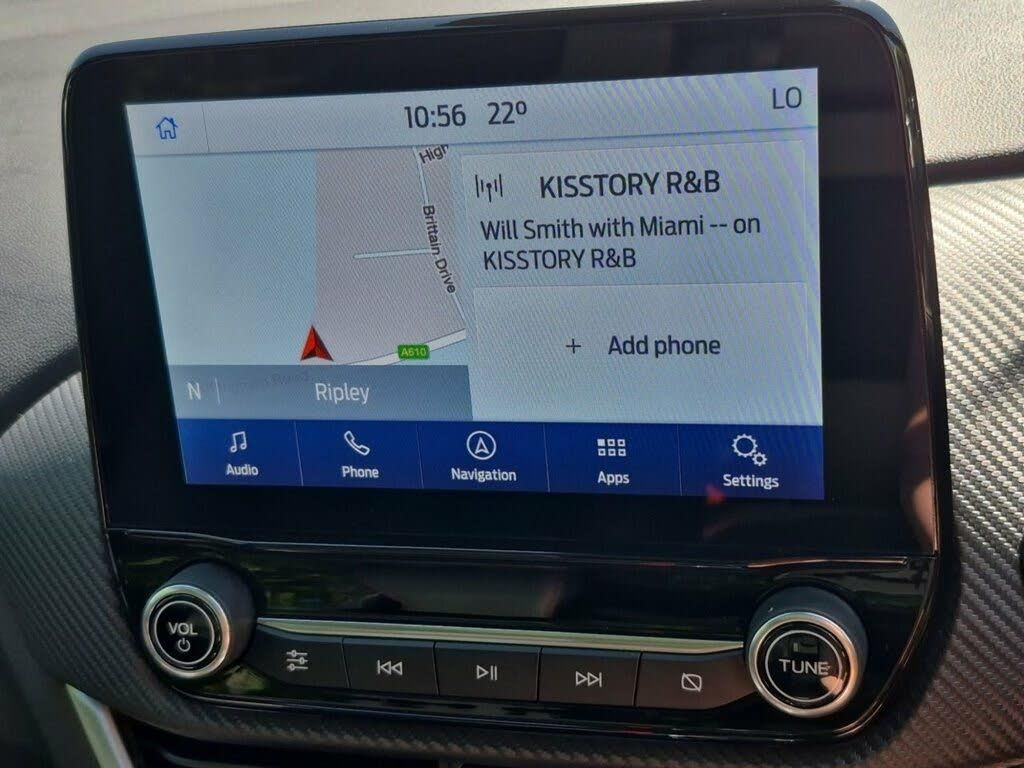 10:56 22º LO
High
Brittain Drive
A610
KISSTORY R&B
Will Smith with Miami -- on
KISSTORY R&B
+ Add phone
N | Ripley
Audio
Phone
Navigation
Apps
Settings
VOL
TUNE